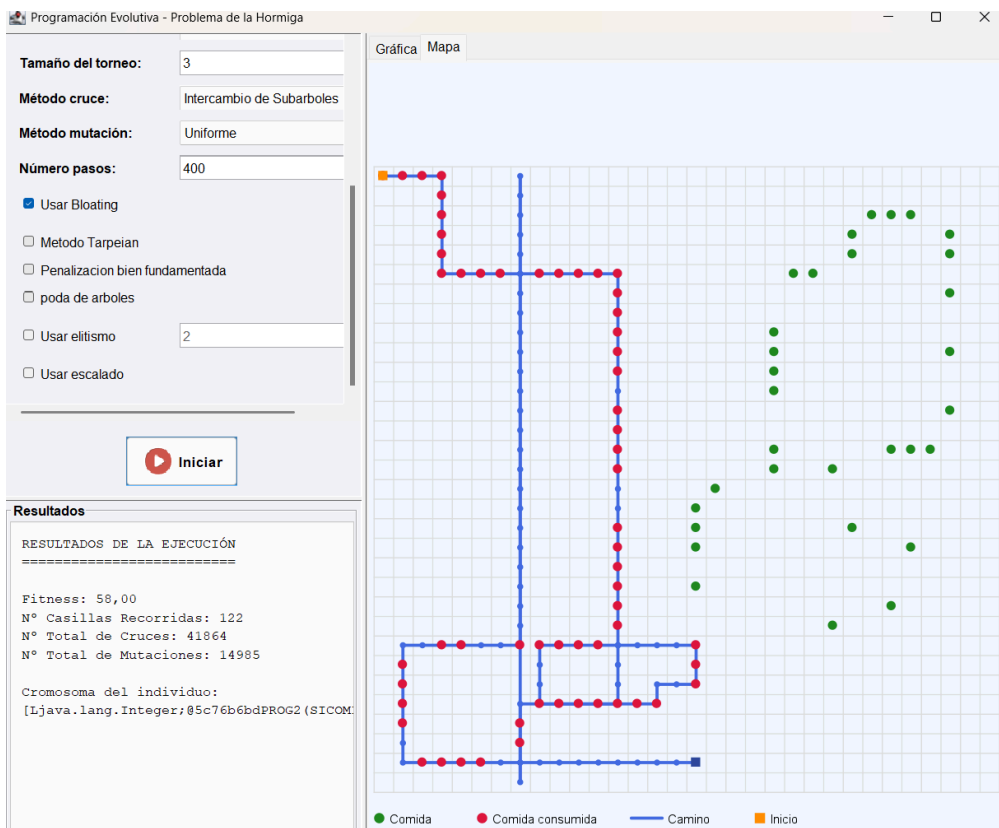 Programación Evolutiva - Problema de la Hormiga
Gráfica Mapa
Tamaño del torneo: 3
Método cruce: Intercambio de Subarboles
Método mutación: Uniforme
Número pasos: 400
Usar Bloating
Metodo Tarpeian
Penalizacion bien fundamentada
poda de arboles
Usar elitismo 2
Usar escalado
Iniciar
Resultados
RESULTADOS DE LA EJECUCIÓN
==========================
Fitness: 58,00
Nº Casillas Recorridas: 122
Nº Total de Cruces: 41864
Nº Total de Mutaciones: 14985
Cromosoma del individuo:
[Ljava.lang.Integer;@5c76b6bdPROG2(SICOM
Comida Comida consumida Camino Inicio